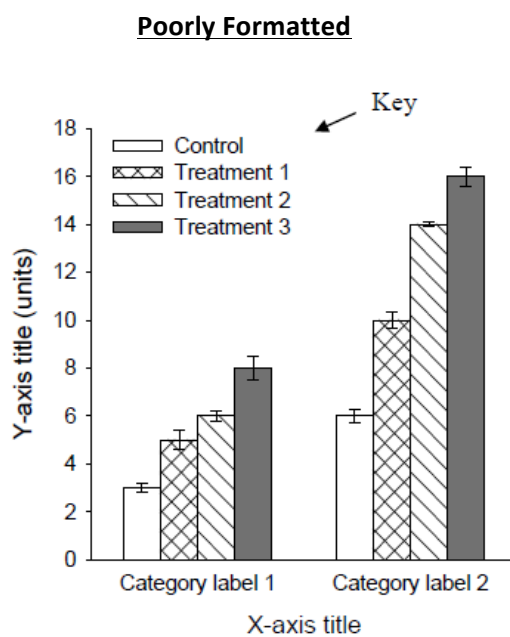 Poorly Formatted
Key
Control
Treatment 1
Treatment 2
Treatment 3
Y-axis title (units)
18
16
14
12
10
8
6
4
2
0
Category label 1 Category label 2
X-axis title